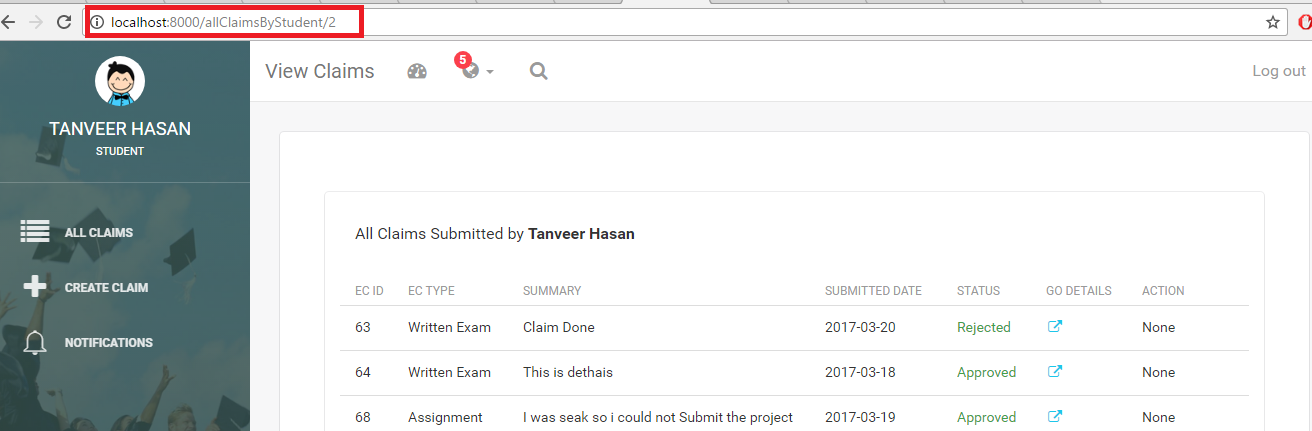 localhost:8000/allClaimsByStudent/2
View Claims
5
Log out
TANVEER HASAN
STUDENT
ALL CLAIMS
CREATE CLAIM
NOTIFICATIONS
All Claims Submitted by Tanveer Hasan
EC ID EC TYPE SUMMARY SUBMITTED DATE STATUS GO DETAILS ACTION
63 Written Exam Claim Done 2017-03-20 Rejected None
64 Written Exam This is dethais 2017-03-18 Approved None
68 Assignment I was seak so i could not Submit the project 2017-03-19 Approved None